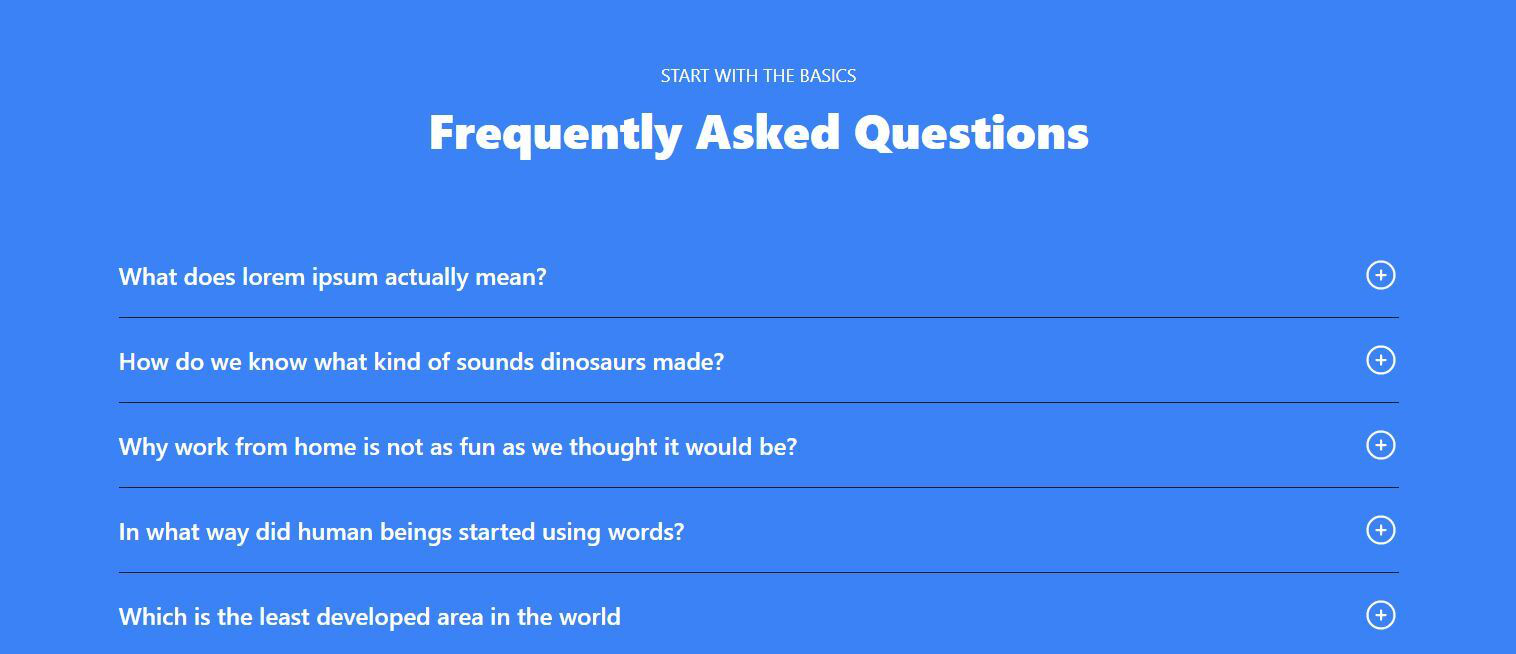 START WITH THE BASICS
Frequently Asked Questions
What does lorem ipsum actually mean?
How do we know what kind of sounds dinosaurs made?
Why work from home is not as fun as we thought it would be?
In what way did human beings started using words?
Which is the least developed area in the world